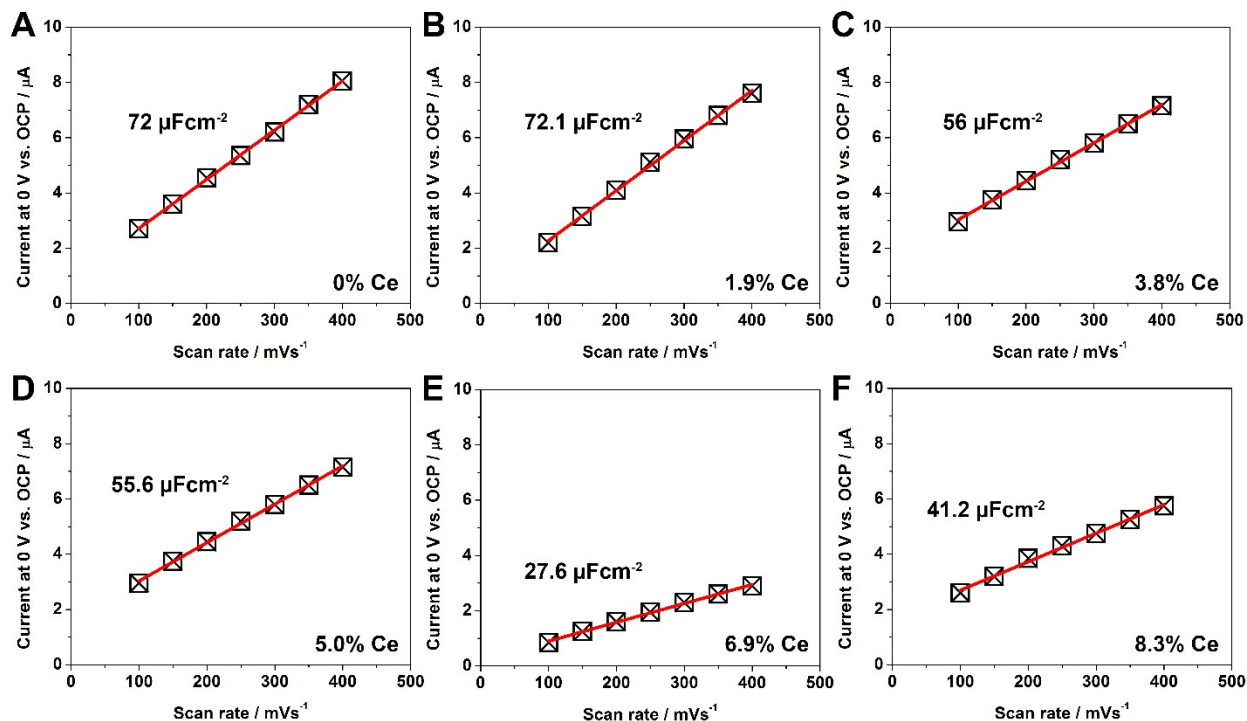 A
Current at 0 V vs. OCP / µA
10
8
6
4
2
0
72 µFcm-2
0% Ce
0 100 200 300 400 500
Scan rate / mVs-1
B
Current at 0 V vs. OCP / µA
10
8
6
4
2
0
72.1 µFcm-2
1.9% Ce
0 100 200 300 400 500
Scan rate / mVs-1
C
Current at 0 V vs. OCP / µA
10
8
6
4
2
0
56 µFcm-2
3.8% Ce
0 100 200 300 400 500
Scan rate / mVs-1
D
Current at 0 V vs. OCP / µA
10
8
6
4
2
0
55.6 µFcm-2
5.0% Ce
0 100 200 300 400 500
Scan rate / mVs-1
E
Current at 0 V vs. OCP / µA
10
8
6
4
2
0
27.6 µFcm-2
6.9% Ce
0 100 200 300 400 500
Scan rate / mVs-1
F
Current at 0 V vs. OCP / µA
10
8
6
4
2
0
41.2 µFcm-2
8.3% Ce
0 100 200 300 400 500
Scan rate / mVs-1